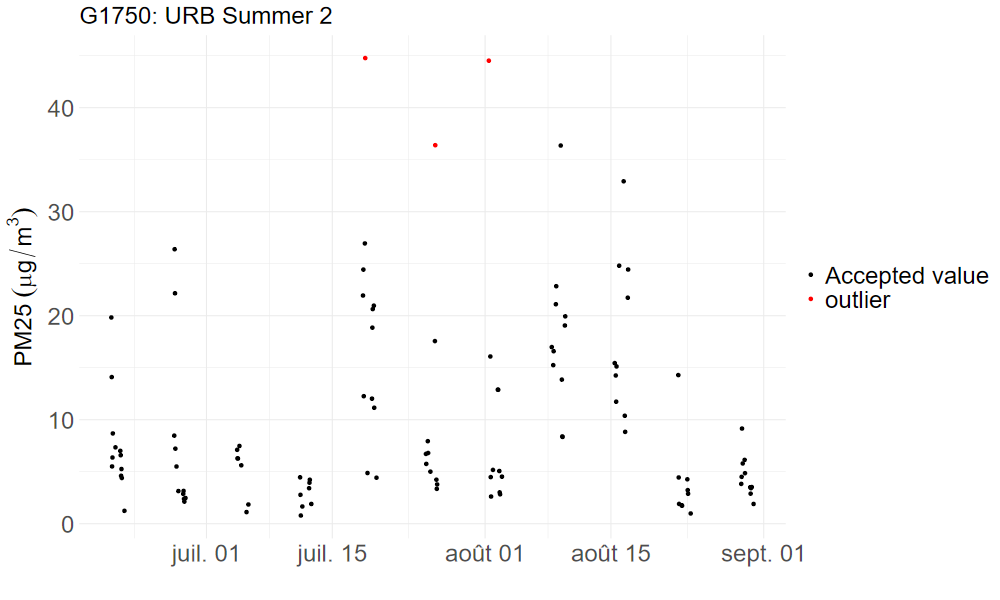 G1750: URB Summer 2
PM25 (μg/m³)
40
30
20
10
0
juil. 01
juil. 15
août 01
août 15
sept. 01
Accepted value
outlier